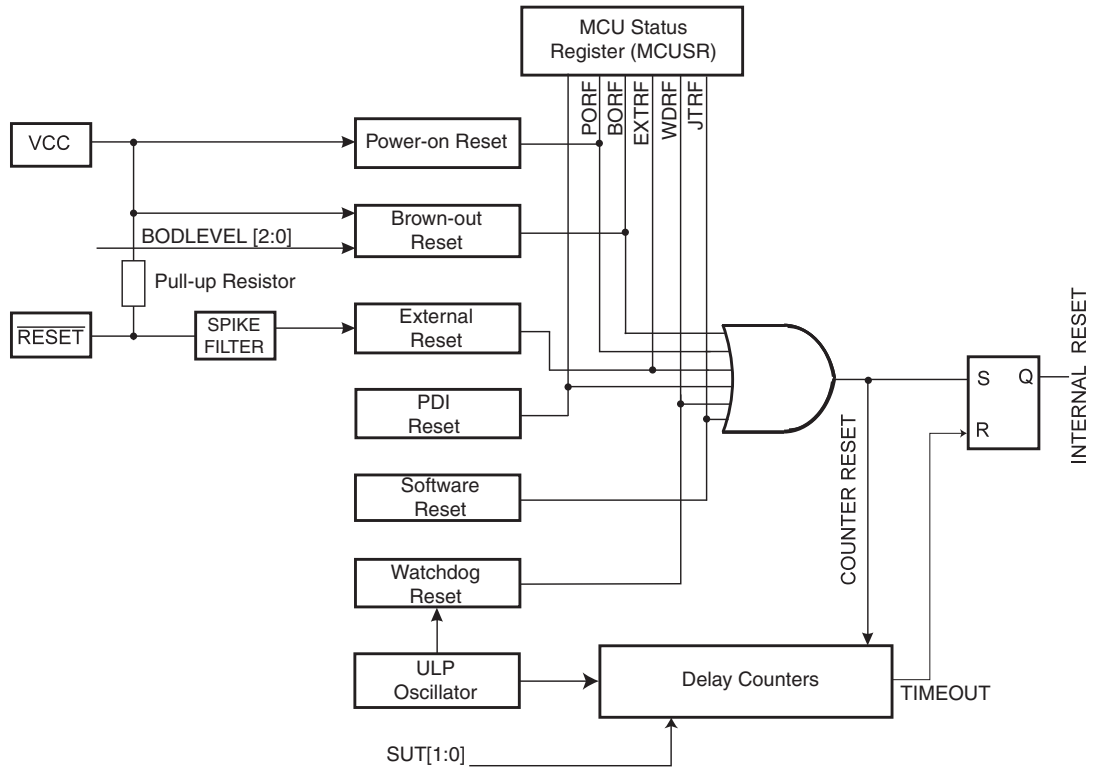 MCU Status
Register (MCUSR)
PORF
BORF
EXTRF
WDRF
JTRF
VCC
Power-on Reset
Brown-out
Reset
BODLEVEL [2:0]
Pull-up Resistor
RESET
SPIKE
FILTER
External
Reset
PDI
Reset
Software
Reset
Watchdog
Reset
ULP
Oscillator
SUT[1:0]
Delay Counters
COUNTER RESET
TIMEOUT
S
Q
R
INTERNAL RESET